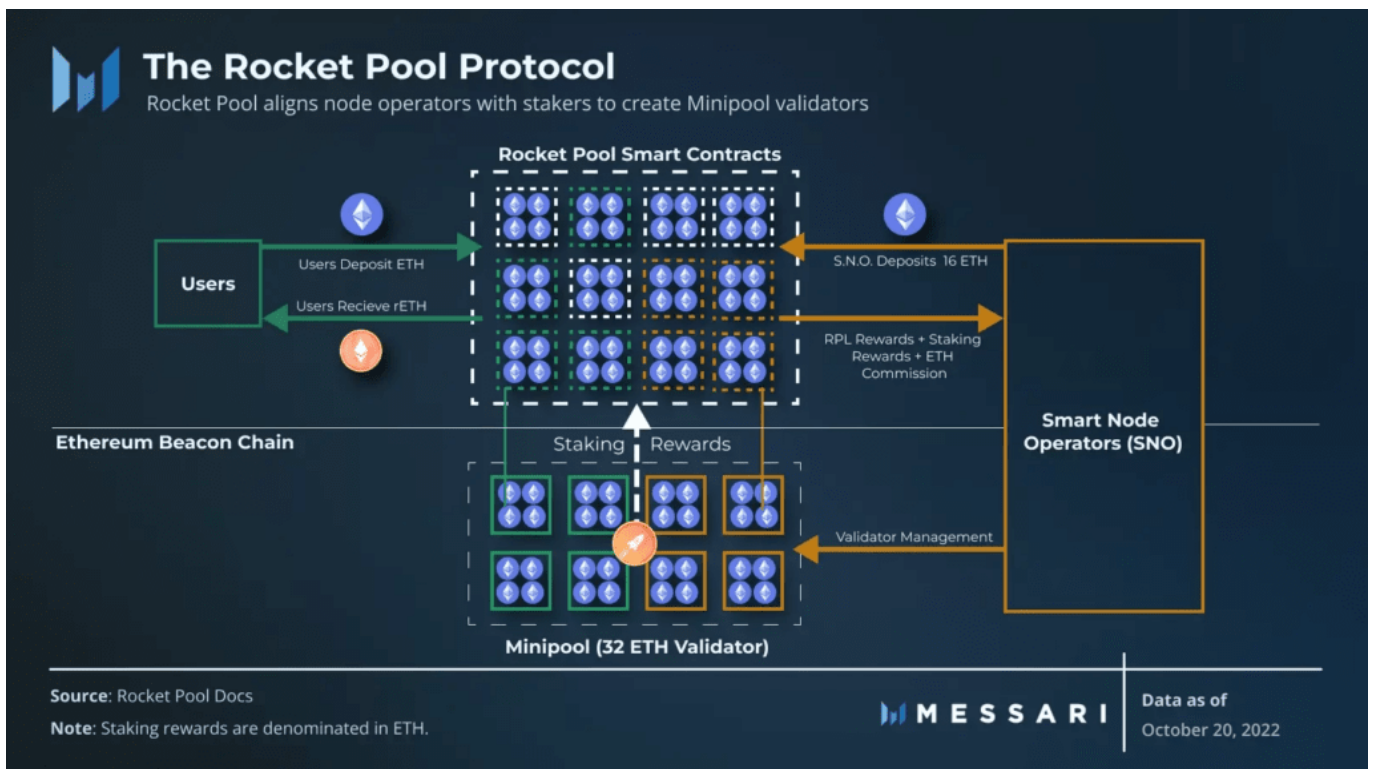 The Rocket Pool Protocol
Rocket Pool aligns node operators with stakers to create Minipool validators
Rocket Pool Smart Contracts
Users
Users Deposit ETH
Users Recieve rETH
S.N.O. Deposits 16 ETH
RPL Rewards + Staking
Rewards + ETH
Commission
Smart Node
Operators (SNO)
Ethereum Beacon Chain
Staking Rewards
Validator Management
Minipool (32 ETH Validator)
Source: Rocket Pool Docs
Note: Staking rewards are denominated in ETH.
MESSARI
Data as of
October 20, 2022